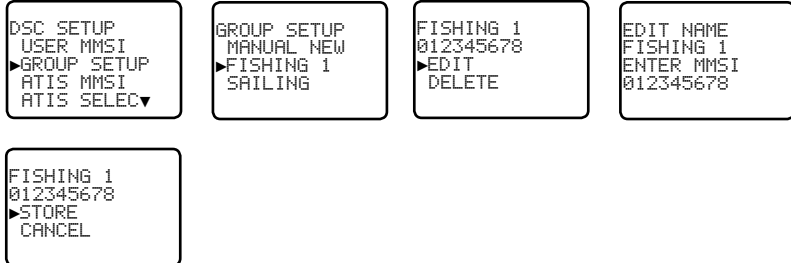 DSC SETUP
USER MMSI
►GROUP SETUP
ATIS MMSI
ATIS SELEC▼
GROUP SETUP
MANUAL NEW
►FISHING 1
SAILING
FISHING 1
012345678
►EDIT
DELETE
EDIT NAME
FISHING 1
ENTER MMSI
012345678
FISHING 1
012345678
►STORE
CANCEL